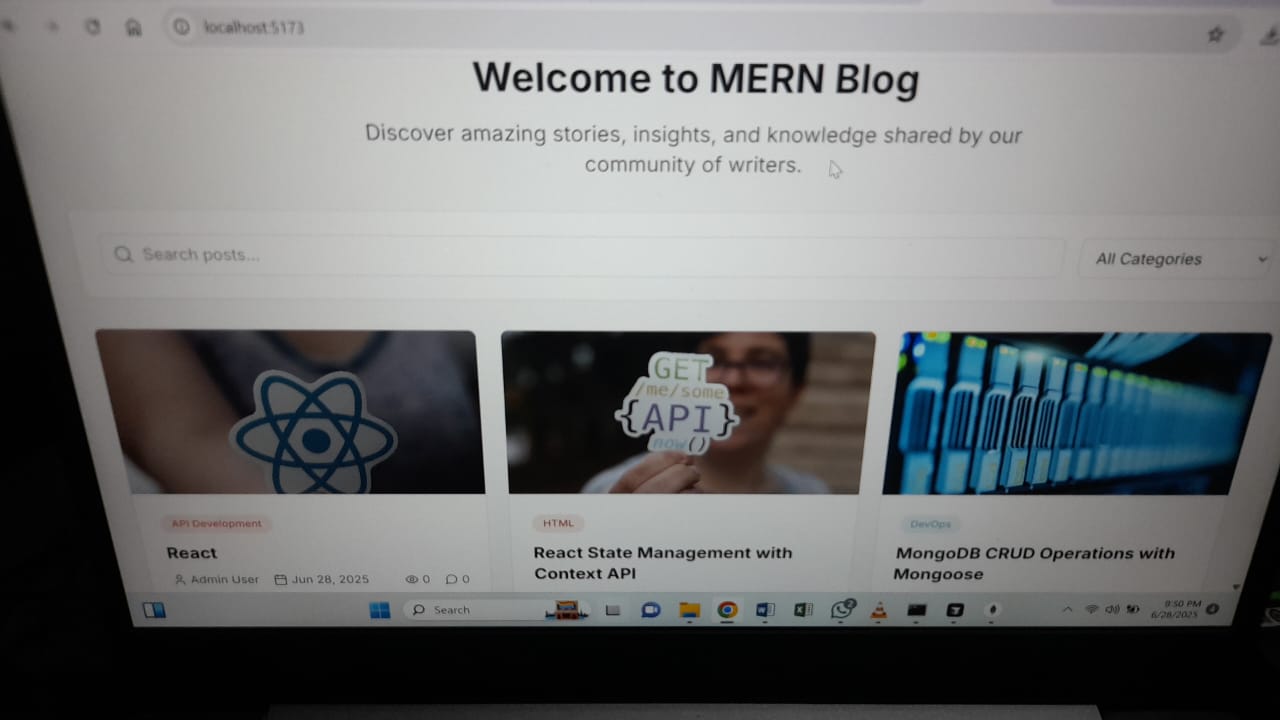 localhost:5173
Welcome to MERN Blog
Discover amazing stories, insights, and knowledge shared by our
community of writers.
Search posts...
All Categories
GET
/me/some
{API}
now()
API Development
React
Admin User
Jun 28, 2025
0
0
HTML
React State Management with
Context API
DevOps
MongoDB CRUD Operations with
Mongoose
Search
2
9:50 PM
6/28/2025